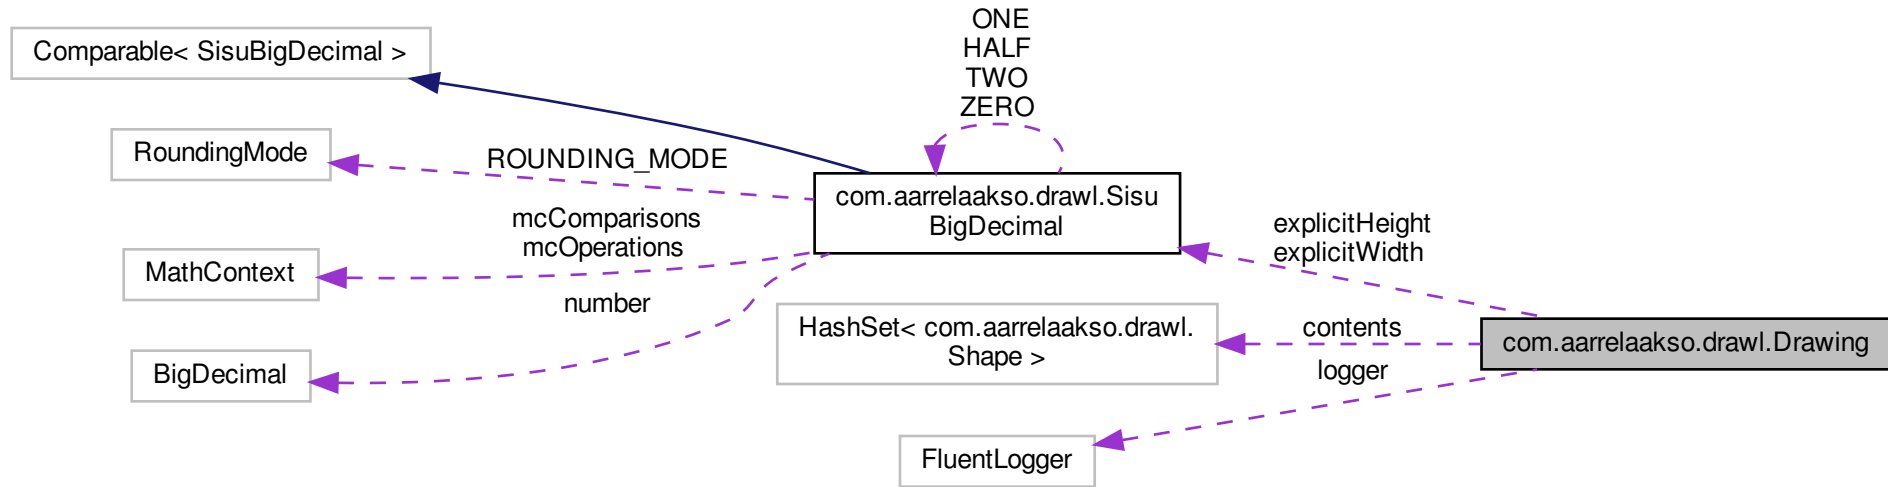 ONE
HALF
TWO
ZERO
Comparable< SisuBigDecimal >
RoundingMode
ROUNDING_MODE
com.aarrelaakso.drawl.Sisu
BigDecimal
mcComparisons
mcOperations
MathContext
number
BigDecimal
explicitHeight
explicitWidth
HashSet< com.aarrelaakso.drawl.
Shape >
contents
logger
com.aarrelaakso.drawl.Drawing
FluentLogger